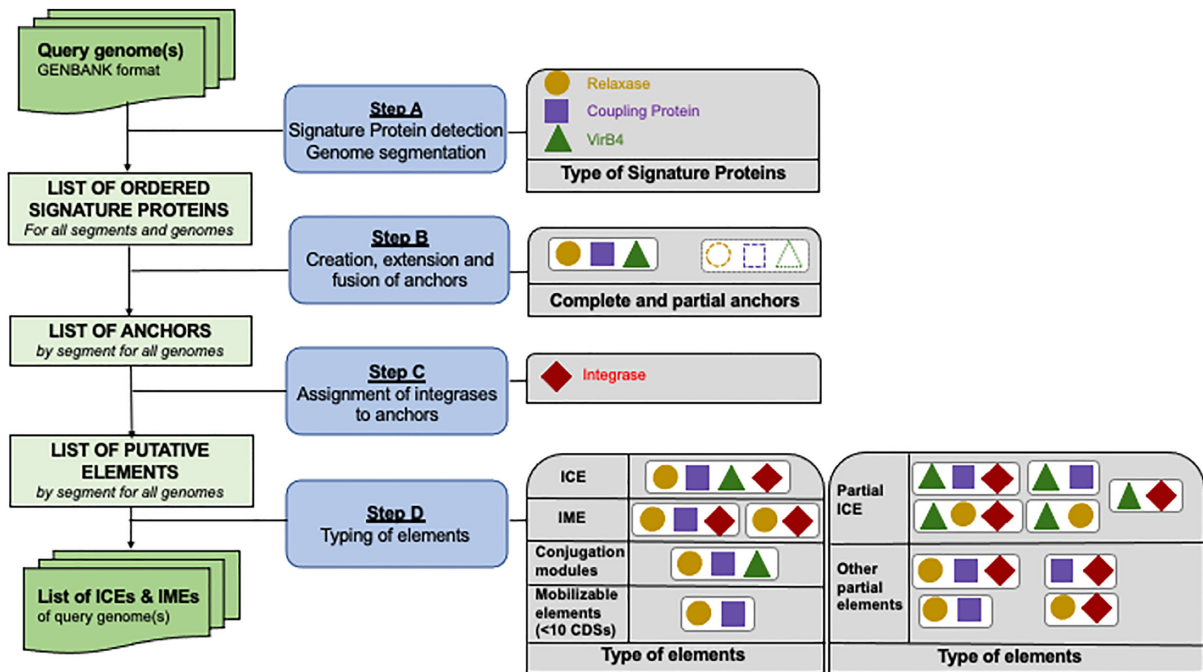 Query genome(s)
GENBANK format
Step A
Signature Protein detection
Genome segmentation
Relaxase
Coupling Protein
VirB4
Type of Signature Proteins
LIST OF ORDERED
SIGNATURE PROTEINS
For all segments and genomes
Step B
Creation, extension and
fusion of anchors
Complete and partial anchors
LIST OF ANCHORS
by segment for all genomes
Step C
Assignment of integrases
to anchors
Integrase
LIST OF PUTATIVE
ELEMENTS
by segment for all genomes
Step D
Typing of elements
List of ICEs & IMEs
of query genome(s)
ICE
IME
Conjugation
modules
Mobilizable
elements
(<10 CDSs)
Type of elements
Partial
ICE
Other
partial
elements
Type of elements